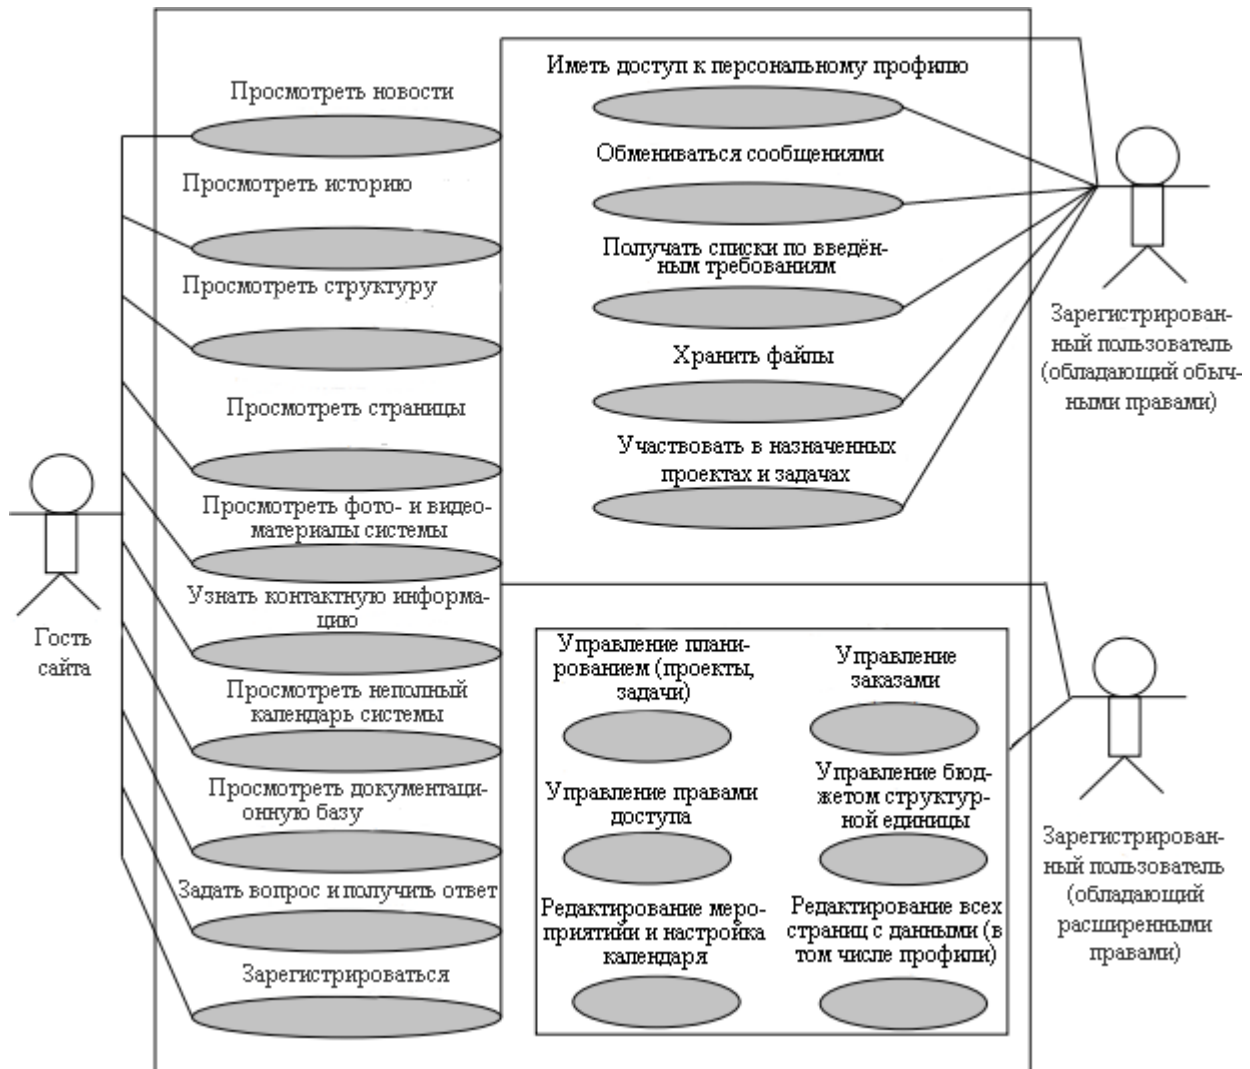 Просмотреть новости
Просмотреть историю
Просмотреть структуру
Просмотреть страницы
Просмотреть фото- и видео-
материалы системы
Узнать контактную информа-
цию
Просмотреть неполный
календарь системы
Просмотреть документаци-
онную базу
Задать вопрос и получить ответ
Зарегистрироваться
Гость
сайта
Иметь доступ к персональному профилю
Обмениваться сообщениями
Получать списки по введён-
ным требованиям
Хранить файлы
Участвовать в назначенных
проектах и задачах
Зарегистрирован-
ный пользователь
(обладающий обыч-
ными правами)
Управление плани-
рованием (проекты,
задачи)
Управление
заказами
Управление правами
доступа
Управление бюд-
жетом структур-
ной единицы
Редактирование меро-
приятийи и настройка
календаря
Редактирование всех
страниц с данными (в
том числе профили)
Зарегистрирован-
ный пользователь
(обладающий
расширенными
правами)